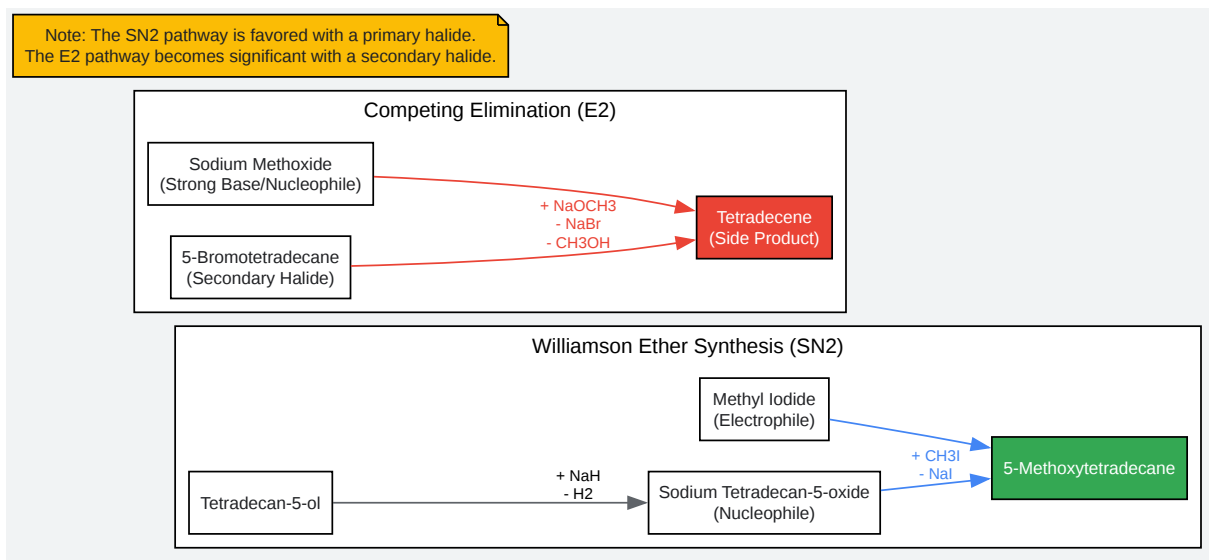 Note: The SN2 pathway is favored with a primary halide.
The E2 pathway becomes significant with a secondary halide.
Competing Elimination (E2)
Sodium Methoxide
(Strong Base/Nucleophile)
+ NaOCH3
- NaBr
- CH3OH
Tetradecene
(Side Product)
5-Bromotetradecane
(Secondary Halide)
Williamson Ether Synthesis (SN2)
Methyl Iodide
(Electrophile)
+ CH3I
- NaI
5-Methoxytetradecane
Tetradecan-5-ol
+ NaH
- H2
Sodium Tetradecan-5-oxide
(Nucleophile)